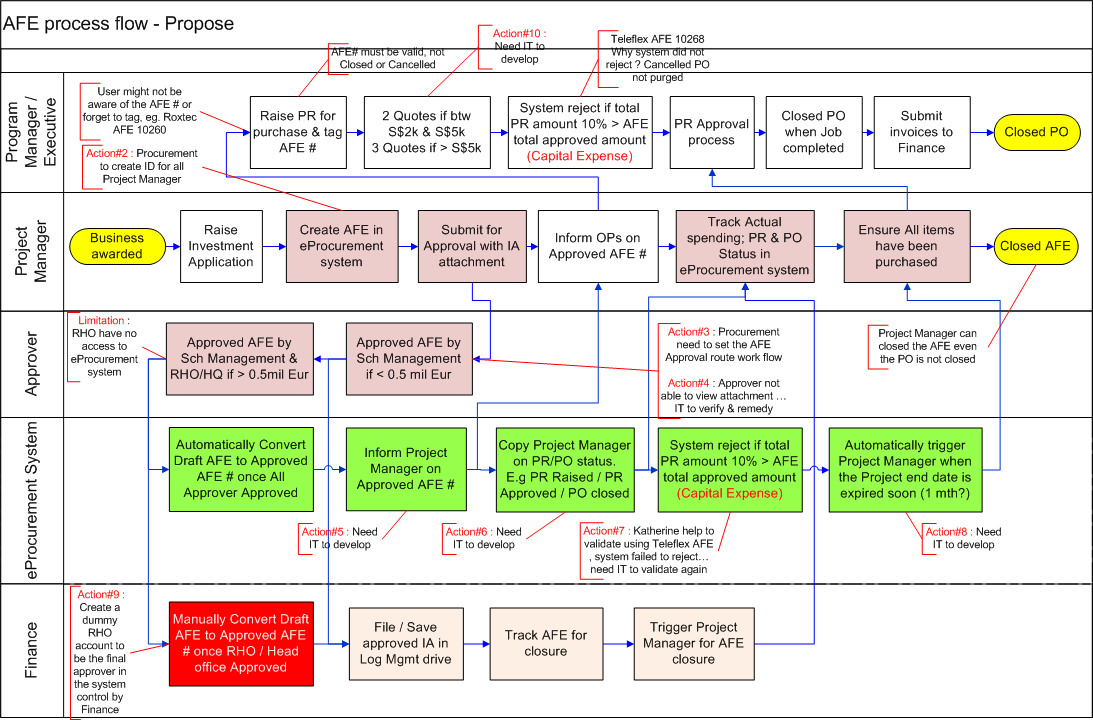 AFE process flow - Propose
AFE# must be valid, not
Closed or Cancelled
Action#10 :
Need IT to
develop
Teleflex AFE 10268
Why system did not
reject ? Cancelled PO
not purged
Program
Manager /
Executive
User might not be
aware of the AFE # or
forget to tag, eg. Roxtec
AFE 10260
Action#2 : Procurement
to create ID for all
Project Manager
Raise PR for
purchase & tag
AFE #
2 Quotes if btw
S$2k & S$5k
3 Quotes if > S$5k
System reject if total
PR amount 10% > AFE
total approved amount
(Capital Expense)
PR Approval
process
Closed PO
when Job
completed
Submit
invoices to
Finance
Closed PO
Project
Manager
Business
awarded
Raise
Investment
Application
Create AFE in
eProcurement
system
Submit for
Approval with IA
attachment
Inform OPs on
Approved AFE #
Track Actual
spending; PR & PO
Status in
eProcurement system
Ensure All items
have been
purchased
Closed AFE
Approver
Limitation :
RHO have no
access to
eProcurement
system
Approved AFE by
Sch Management &
RHO/HQ if > 0.5mil Eur
Approved AFE by
Sch Management
if < 0.5 mil Eur
Action#3 : Procurement
need to set the AFE
Approval route work flow
Action#4 : Approver not
able to view attachment ...
IT to verify & remedy
Project Manager can
closed the AFE even
the PO is not closed
eProcurement System
Automatically Convert
Draft AFE to Approved
AFE # once All
Approver Approved
Inform Project
Manager on
Approved AFE #
Copy Project Manager
on PR/PO status.
E.g PR Raised / PR
Approved / PO closed
System reject if total
PR amount 10% > AFE
total approved amount
(Capital Expense)
Automatically trigger
Project Manager when
the Project end date is
expired soon (1 mth?)
Action#5 : Need
IT to develop
Action#6 : Need
IT to develop
Action#7 : Katherine help to
validate using Teleflex AFE
, system failed to reject...
need IT to validate again
Action#8 : Need
IT to develop
Finance
Action#9 :
Create a
dummy
RHO
account to
be the final
approver in
the system
control by
Finance
Manually Convert Draft
AFE to Approved AFE
# once RHO / Head
office Approved
File / Save
approved IA in
Log Mgmt drive
Track AFE for
closure
Trigger Project
Manager for AFE
closure